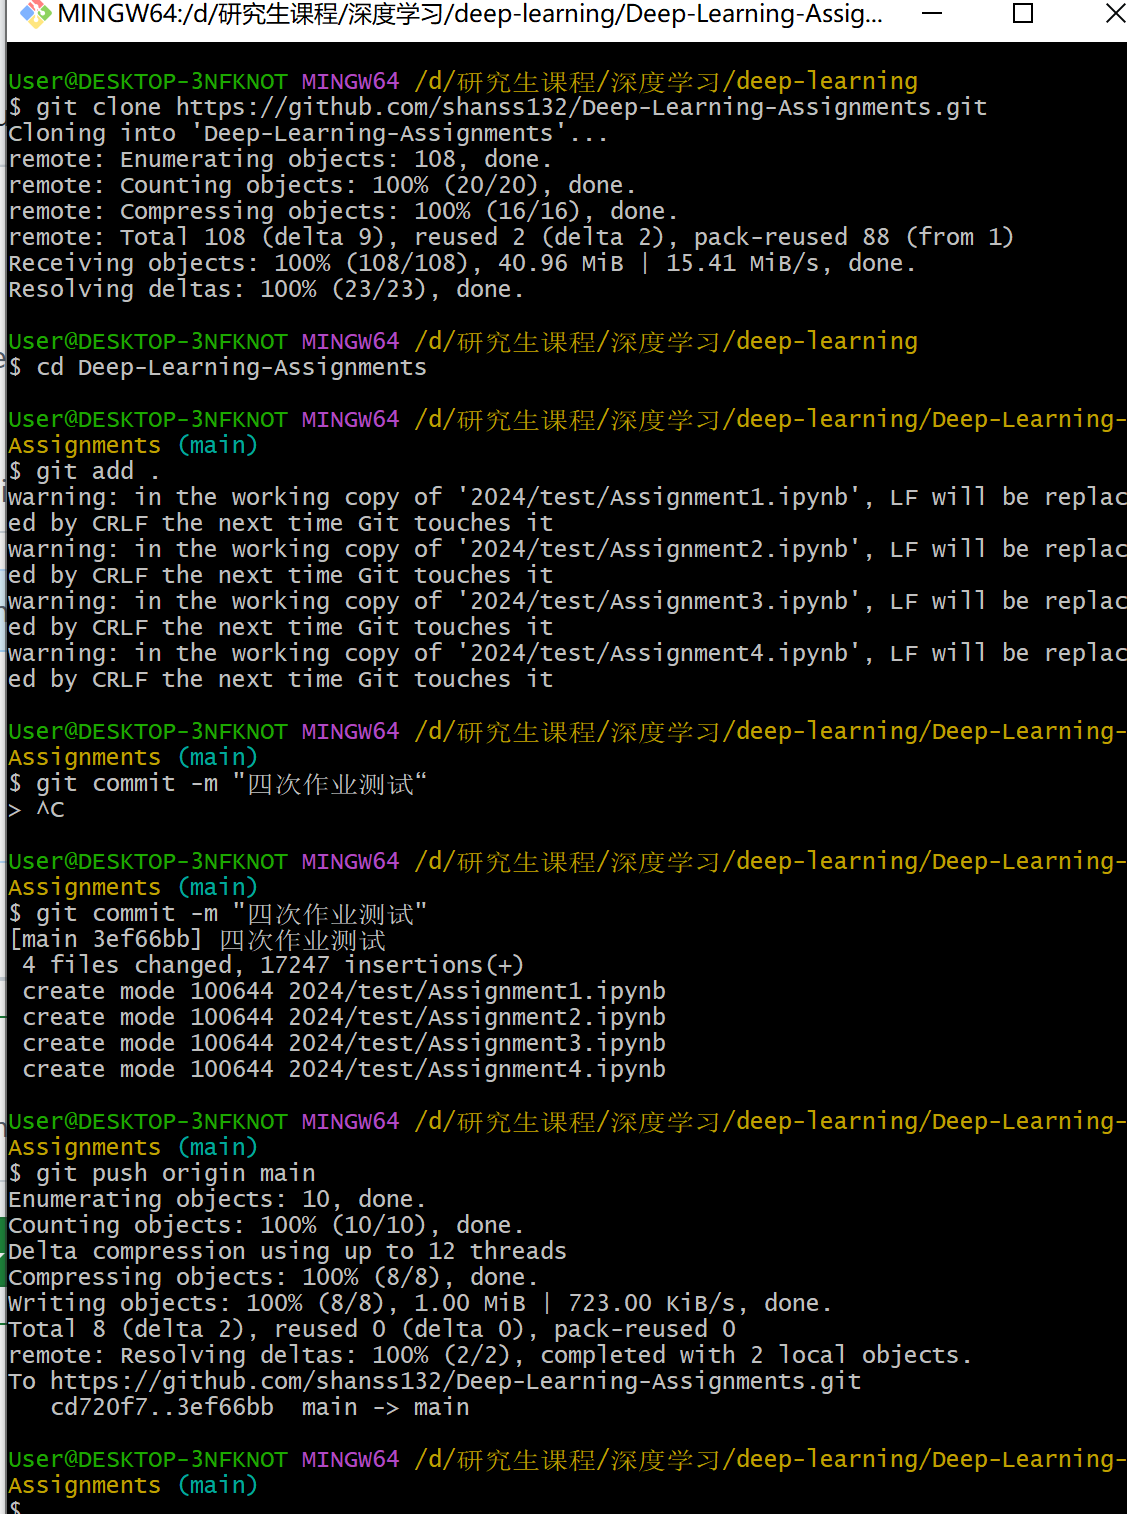 MINGW64:/d/研究生课程/深度学习/deep-learning/Deep-Learning-Assig...
User@DESKTOP-3NFKNOT MINGW64 /d/研究生课程/深度学习/deep-learning
$ git clone https://github.com/shanss132/Deep-Learning-Assignments.git
Cloning into 'Deep-Learning-Assignments'...
remote: Enumerating objects: 108, done.
remote: Counting objects: 100% (20/20), done.
remote: Compressing objects: 100% (16/16), done.
remote: Total 108 (delta 9), reused 2 (delta 2), pack-reused 88 (from 1)
Receiving objects: 100% (108/108), 40.96 MiB | 15.41 MiB/s, done.
Resolving deltas: 100% (23/23), done.
User@DESKTOP-3NFKNOT MINGW64 /d/研究生课程/深度学习/deep-learning
$ cd Deep-Learning-Assignments
User@DESKTOP-3NFKNOT MINGW64 /d/研究生课程/深度学习/deep-learning/Deep-Learning-
Assignments (main)
$ git add .
warning: in the working copy of '2024/test/Assignment1.ipynb', LF will be replac
ed by CRLF the next time Git touches it
warning: in the working copy of '2024/test/Assignment2.ipynb', LF will be replac
ed by CRLF the next time Git touches it
warning: in the working copy of '2024/test/Assignment3.ipynb', LF will be replac
ed by CRLF the next time Git touches it
warning: in the working copy of '2024/test/Assignment4.ipynb', LF will be replac
ed by CRLF the next time Git touches it
User@DESKTOP-3NFKNOT MINGW64 /d/研究生课程/深度学习/deep-learning/Deep-Learning-
Assignments (main)
$ git commit -m "四次作业测试“
> ^C
User@DESKTOP-3NFKNOT MINGW64 /d/研究生课程/深度学习/deep-learning/Deep-Learning-
Assignments (main)
$ git commit -m "四次作业测试"
[main 3ef66bb] 四次作业测试
4 files changed, 17247 insertions(+)
create mode 100644 2024/test/Assignment1.ipynb
create mode 100644 2024/test/Assignment2.ipynb
create mode 100644 2024/test/Assignment3.ipynb
create mode 100644 2024/test/Assignment4.ipynb
User@DESKTOP-3NFKNOT MINGW64 /d/研究生课程/深度学习/deep-learning/Deep-Learning-
Assignments (main)
$ git push origin main
Enumerating objects: 10, done.
Counting objects: 100% (10/10), done.
Delta compression using up to 12 threads
Compressing objects: 100% (8/8), done.
Writing objects: 100% (8/8), 1.00 MiB | 723.00 KiB/s, done.
Total 8 (delta 2), reused 0 (delta 0), pack-reused 0
remote: Resolving deltas: 100% (2/2), completed with 2 local objects.
To https://github.com/shanss132/Deep-Learning-Assignments.git
cd720f7..3ef66bb  main -> main
User@DESKTOP-3NFKNOT MINGW64 /d/研究生课程/深度学习/deep-learning/Deep-Learning-
Assignments (main)
$